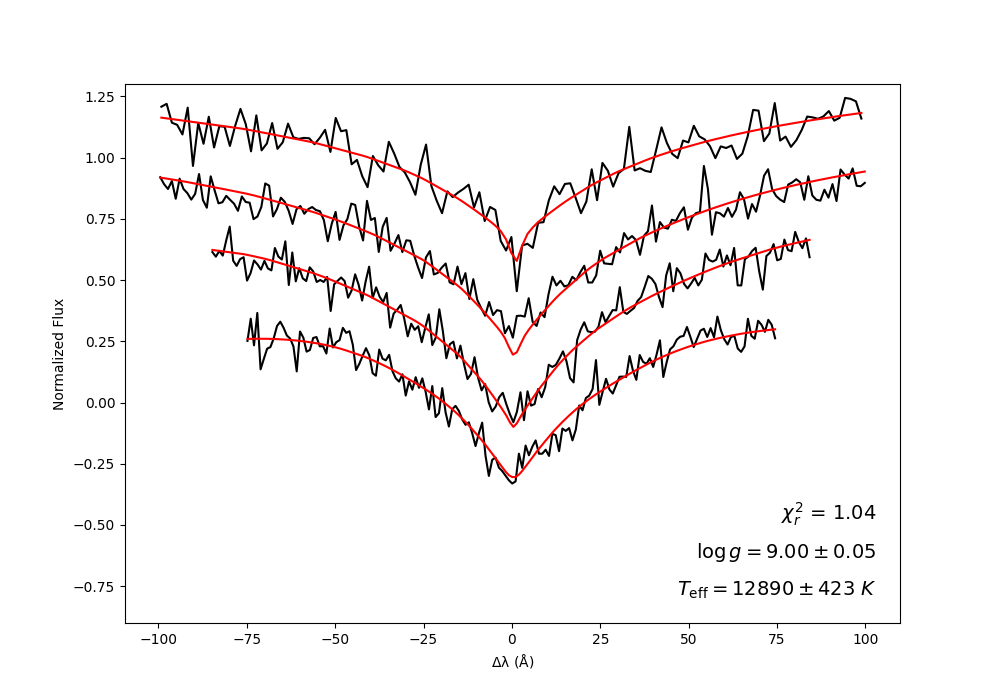 1.25
1.00
0.75
0.50
0.25
0.00
−0.25
−0.50
−0.75
Normalized Flux
χ²ᵣ = 1.04
log g = 9.00 ± 0.05
T_eff = 12890 ± 423 K
−100 −75 −50 −25 0 25 50 75 100
Δλ (Å)